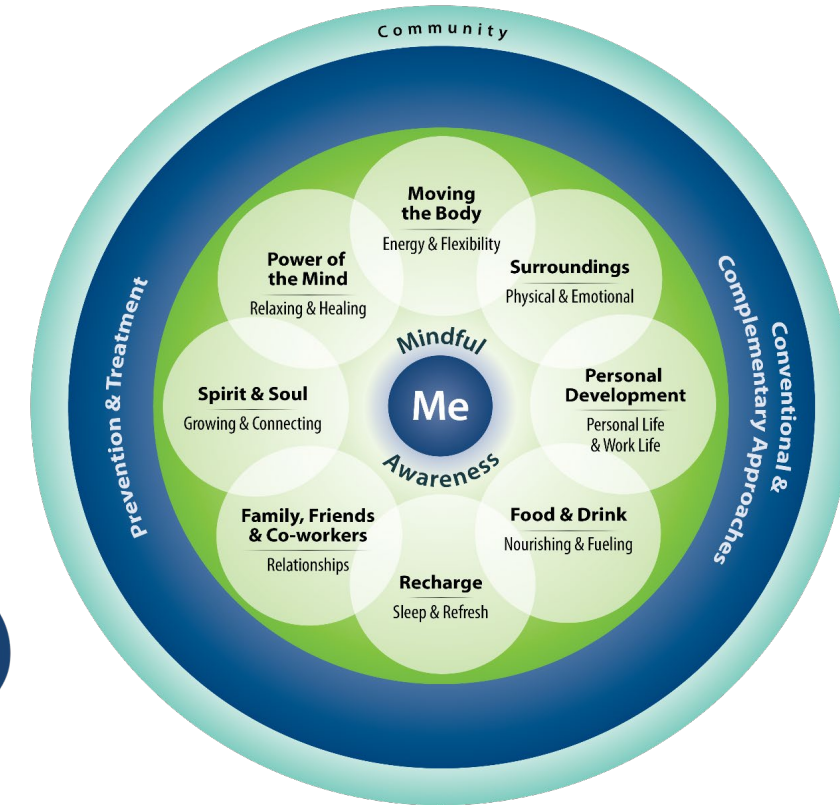 Community
Prevention & Treatment
Conventional &
Complementary Approaches
Moving
the Body
Energy & Flexibility
Surroundings
Physical & Emotional
Personal
Development
Personal Life
& Work Life
Food & Drink
Nourishing & Fueling
Recharge
Sleep & Refresh
Family, Friends
& Co-workers
Relationships
Spirit & Soul
Growing & Connecting
Power of
the Mind
Relaxing & Healing
Mindful
Me
Awareness